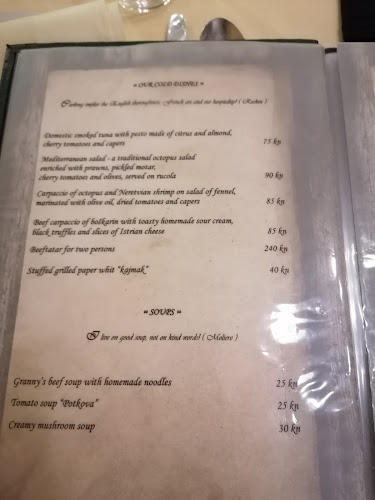 ≈ OUR COLD DISHES ≈
Cooking implies the English thoroughness, French art and our hospitality! ( Ruskin )
Domestic smoked tuna with pesto made of citrus and almond,
cherry tomatoes and capers 75 kn
Mediterranean salad - a traditional octopus salad
enriched with prawns, pickled motar,
cherry tomatoes and olives, served on rucola 90 kn
Carpaccio of octopus and Neretvian shrimp on salad of fennel,
marinated with olive oil, dried tomatoes and capers 85 kn
Beef carpaccio of boškarin with toasty homemade sour cream,
black truffles and slices of Istrian cheese 85 kn
Beeftatar for two persons 240 kn
Stuffed grilled paper whit "kajmak" 40 kn
≈ SOUPS ≈
I live on good soup, not on kind words! ( Moliere )
Granny's beef soup with homemade noodles 25 kn
Tomato soup "Potkova" 25 kn
Creamy mushroom soup 30 kn